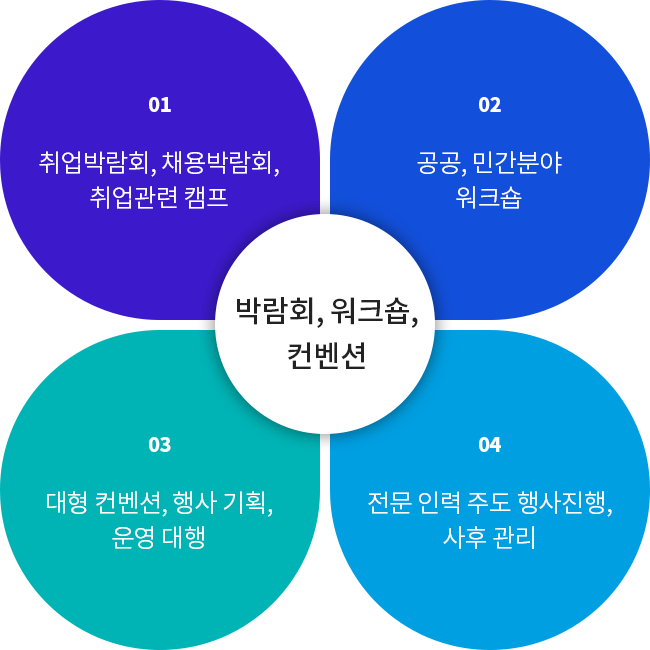 01
취업박람회, 채용박람회,
취업관련 캠프
02
공공, 민간분야
워크숍
박람회, 워크숍,
컨벤션
03
대형 컨벤션, 행사 기획,
운영 대행
04
전문 인력 주도 행사진행,
사후 관리